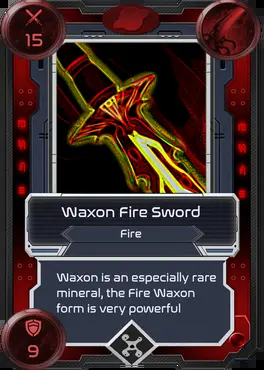 15
Waxon Fire Sword
Fire
Waxon is an especially rare
mineral, the Fire Waxon
form is very powerful
9